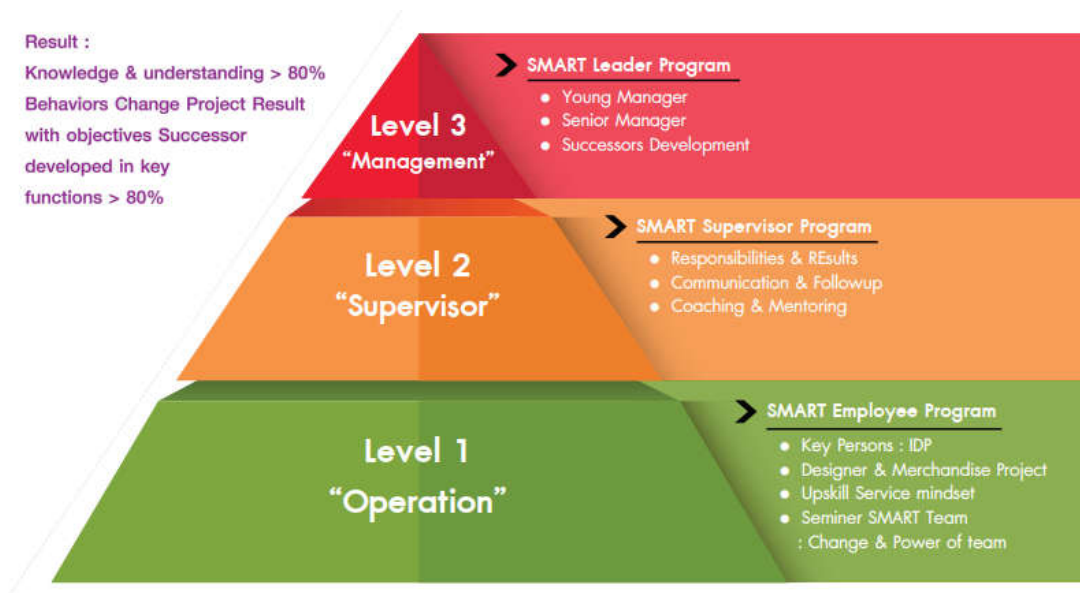 Result :
Knowledge & understanding > 80%
Behaviors Change Project Result
with objectives Successor
developed in key
functions > 80%
Level 3
“Management”
SMART Leader Program
● Young Manager
● Senior Manager
● Successors Development
Level 2
“Supervisor”
SMART Supervisor Program
● Responsibilities & REsults
● Communication & Followup
● Coaching & Mentoring
Level 1
“Operation”
SMART Employee Program
● Key Persons : IDP
● Designer & Merchandise Project
● Upskill Service mindset
● Seminer SMART Team
: Change & Power of team